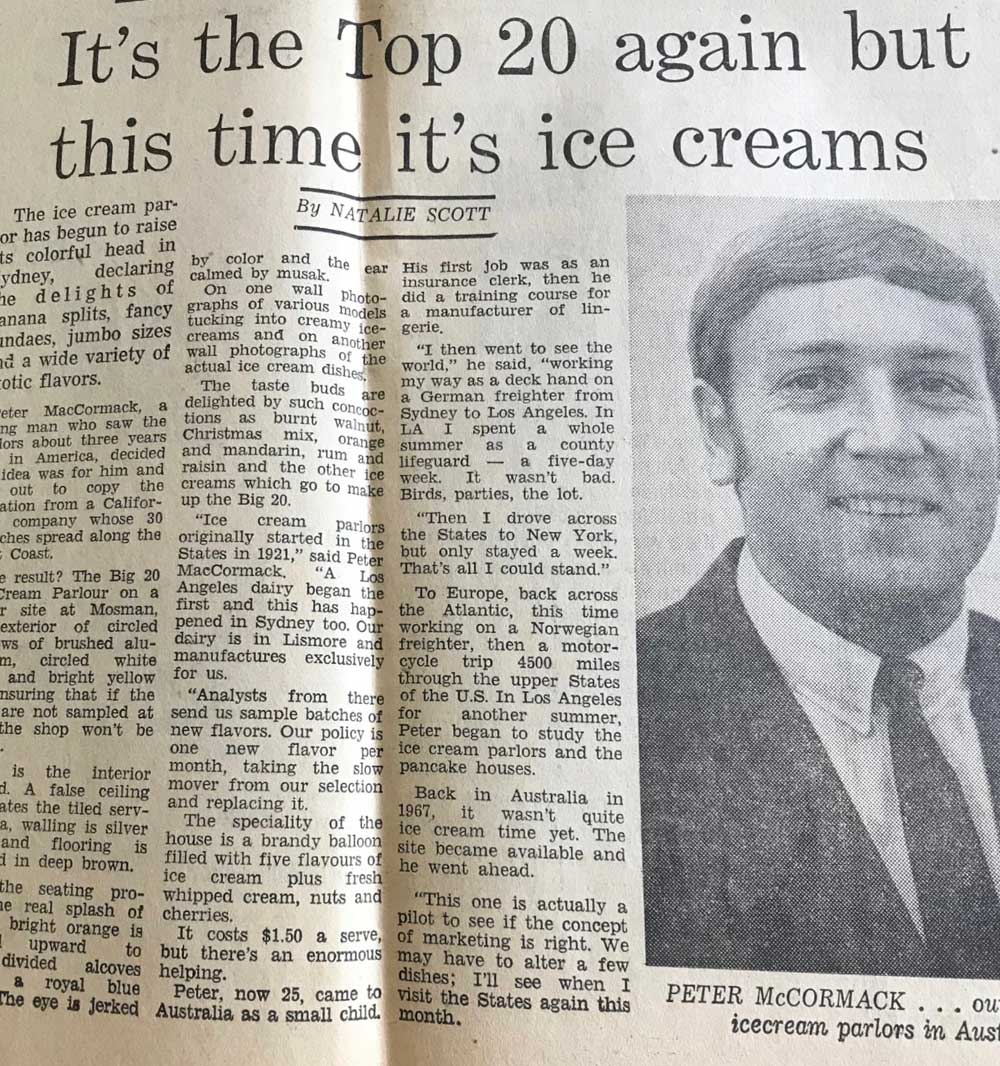 It's the Top 20 again but
this time it's ice creams
By NATALIE SCOTT
The ice cream par-
or has begun to raise
ts colorful head in
ydney, declaring
he delights of
anana splits, fancy
undaes, jumbo sizes
nd a wide variety of
otic flavors.
eter MacCormack, a
ng man who saw the
lors about three years
in America, decided
idea was for him and
out to copy the
ation from a Califor-
company whose 30
ches spread along the
Coast.
e result? The Big 20
Cream Parlour on a
r site at Mosman,
exterior of circled
ws of brushed alu-
m, circled white
and bright yellow
nsuring that if the
are not sampled at
the shop won't be
.
is the interior
d. A false ceiling
ates the tiled serv-
a, walling is silver
and flooring is
d in deep brown.
the seating pro-
he real splash of
bright orange is
upward to
divided alcoves
a royal blue
The eye is jerked
by color and the ear
calmed by musak.
On one wall photo-
graphs of various models
tucking into creamy ice-
creams and on another
wall photographs of the
actual ice cream dishes.
The taste buds are
delighted by such concoc-
tions as burnt walnut,
Christmas mix, orange
and mandarin, rum and
raisin and the other ice
creams which go to make
up the Big 20.
"Ice cream parlors
originally started in the
States in 1921," said Peter
MacCormack. "A Los
Angeles dairy began the
first and this has hap-
pened in Sydney too. Our
dairy is in Lismore and
manufactures exclusively
for us.
"Analysts from there
send us sample batches of
new flavors. Our policy is
one new flavor per
month, taking the slow
mover from our selection
and replacing it.
The speciality of the
house is a brandy balloon
filled with five flavours of
ice cream plus fresh
whipped cream, nuts and
cherries.
It costs $1.50 a serve,
but there's an enormous
helping.
Peter, now 25, came to
Australia as a small child.
His first job was as an
insurance clerk, then he
did a training course for
a manufacturer of lin-
gerie.
"I then went to see the
world," he said, "working
my way as a deck hand on
a German freighter from
Sydney to Los Angeles. In
LA I spent a whole
summer as a county
lifeguard — a five-day
week. It wasn't bad.
Birds, parties, the lot.
"Then I drove across
the States to New York,
but only stayed a week.
That's all I could stand."
To Europe, back across
the Atlantic, this time
working on a Norwegian
freighter, then a motor-
cycle trip 4500 miles
through the upper States
of the U.S. In Los Angeles
for another summer,
Peter began to study the
ice cream parlors and the
pancake houses.
Back in Australia in
1967, it wasn't quite
ice cream time yet. The
site became available and
he went ahead.
"This one is actually a
pilot to see if the concept
of marketing is right. We
may have to alter a few
dishes; I'll see when I
visit the States again this
month.
PETER McCORMACK . . . ou
icecream parlors in Aust